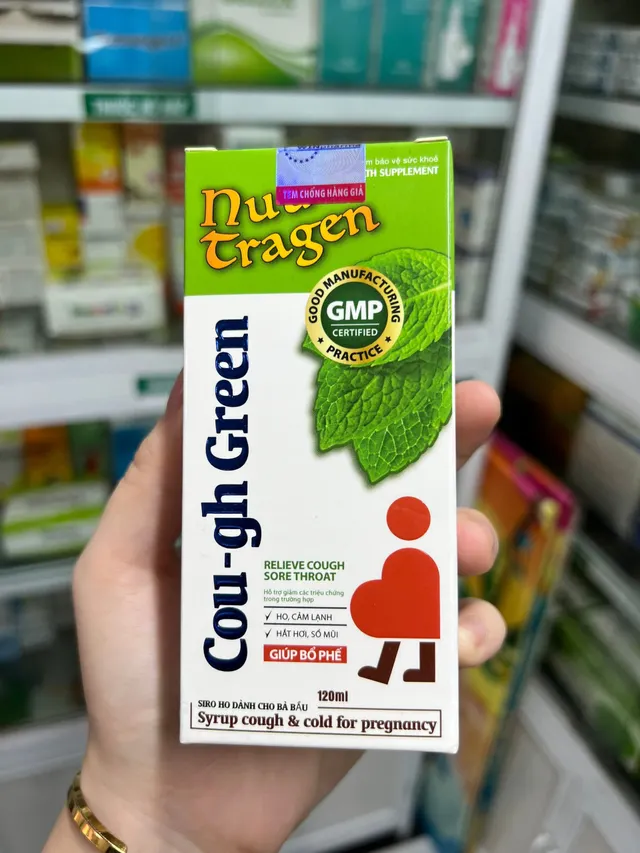 m bảo vệ sức khoẻ
TH SUPPLEMENT
TEM CHỐNG HÀNG GIẢ
Nu
tragen
GOOD MANUFACTURING
GMP
CERTIFIED
PRACTICE
Cou-gh Green
RELIEVE COUGH
SORE THROAT
Hỗ trợ giảm các triệu chứng
trong trường hợp
HO, CẢM LẠNH
HẮT HƠI, SỔ MŨI
GIÚP BỔ PHẾ
120ml
SIRO HO DÀNH CHO BÀ BẦU
Syrup cough & cold for pregnancy